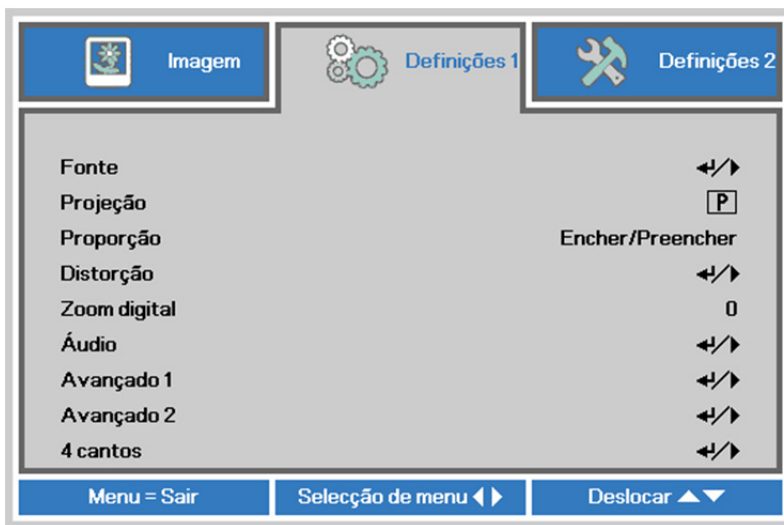 Imagem Definições 1 Definições 2
Fonte
Projeção P
Proporção Encher/Preencher
Distorção
Zoom digital 0
Áudio
Avançado 1
Avançado 2
4 cantos
Menu = Sair Selecção de menu Deslocar